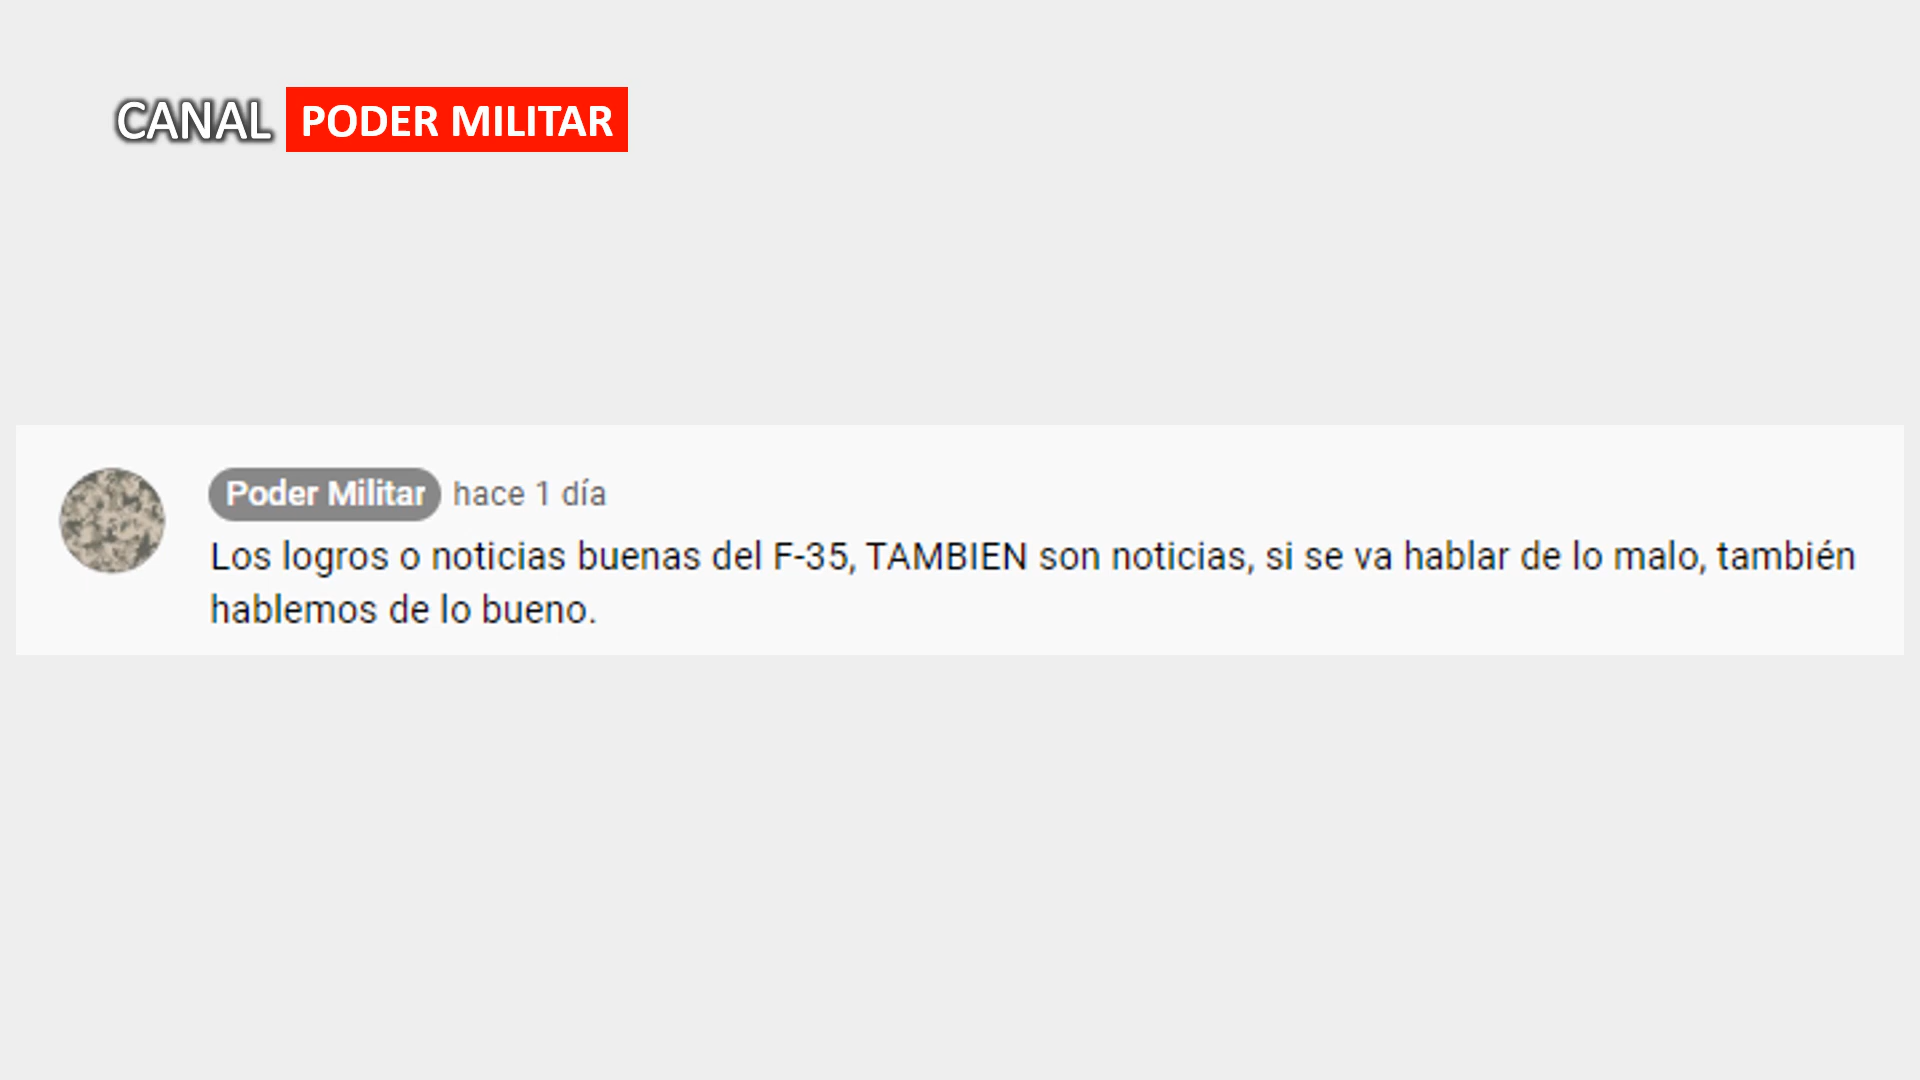 CANAL PODER MILITAR
Poder Militar hace 1 día
Los logros o noticias buenas del F-35, TAMBIEN son noticias, si se va hablar de lo malo, también
hablemos de lo bueno.